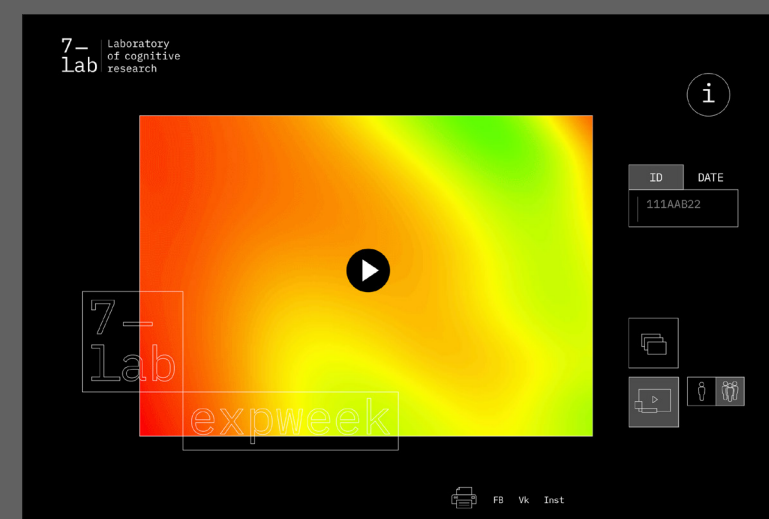 7–
lab
Laboratory
of cognitive
research
i
ID DATE
111AAB22
7–
lab
expweek
FB Vk Inst